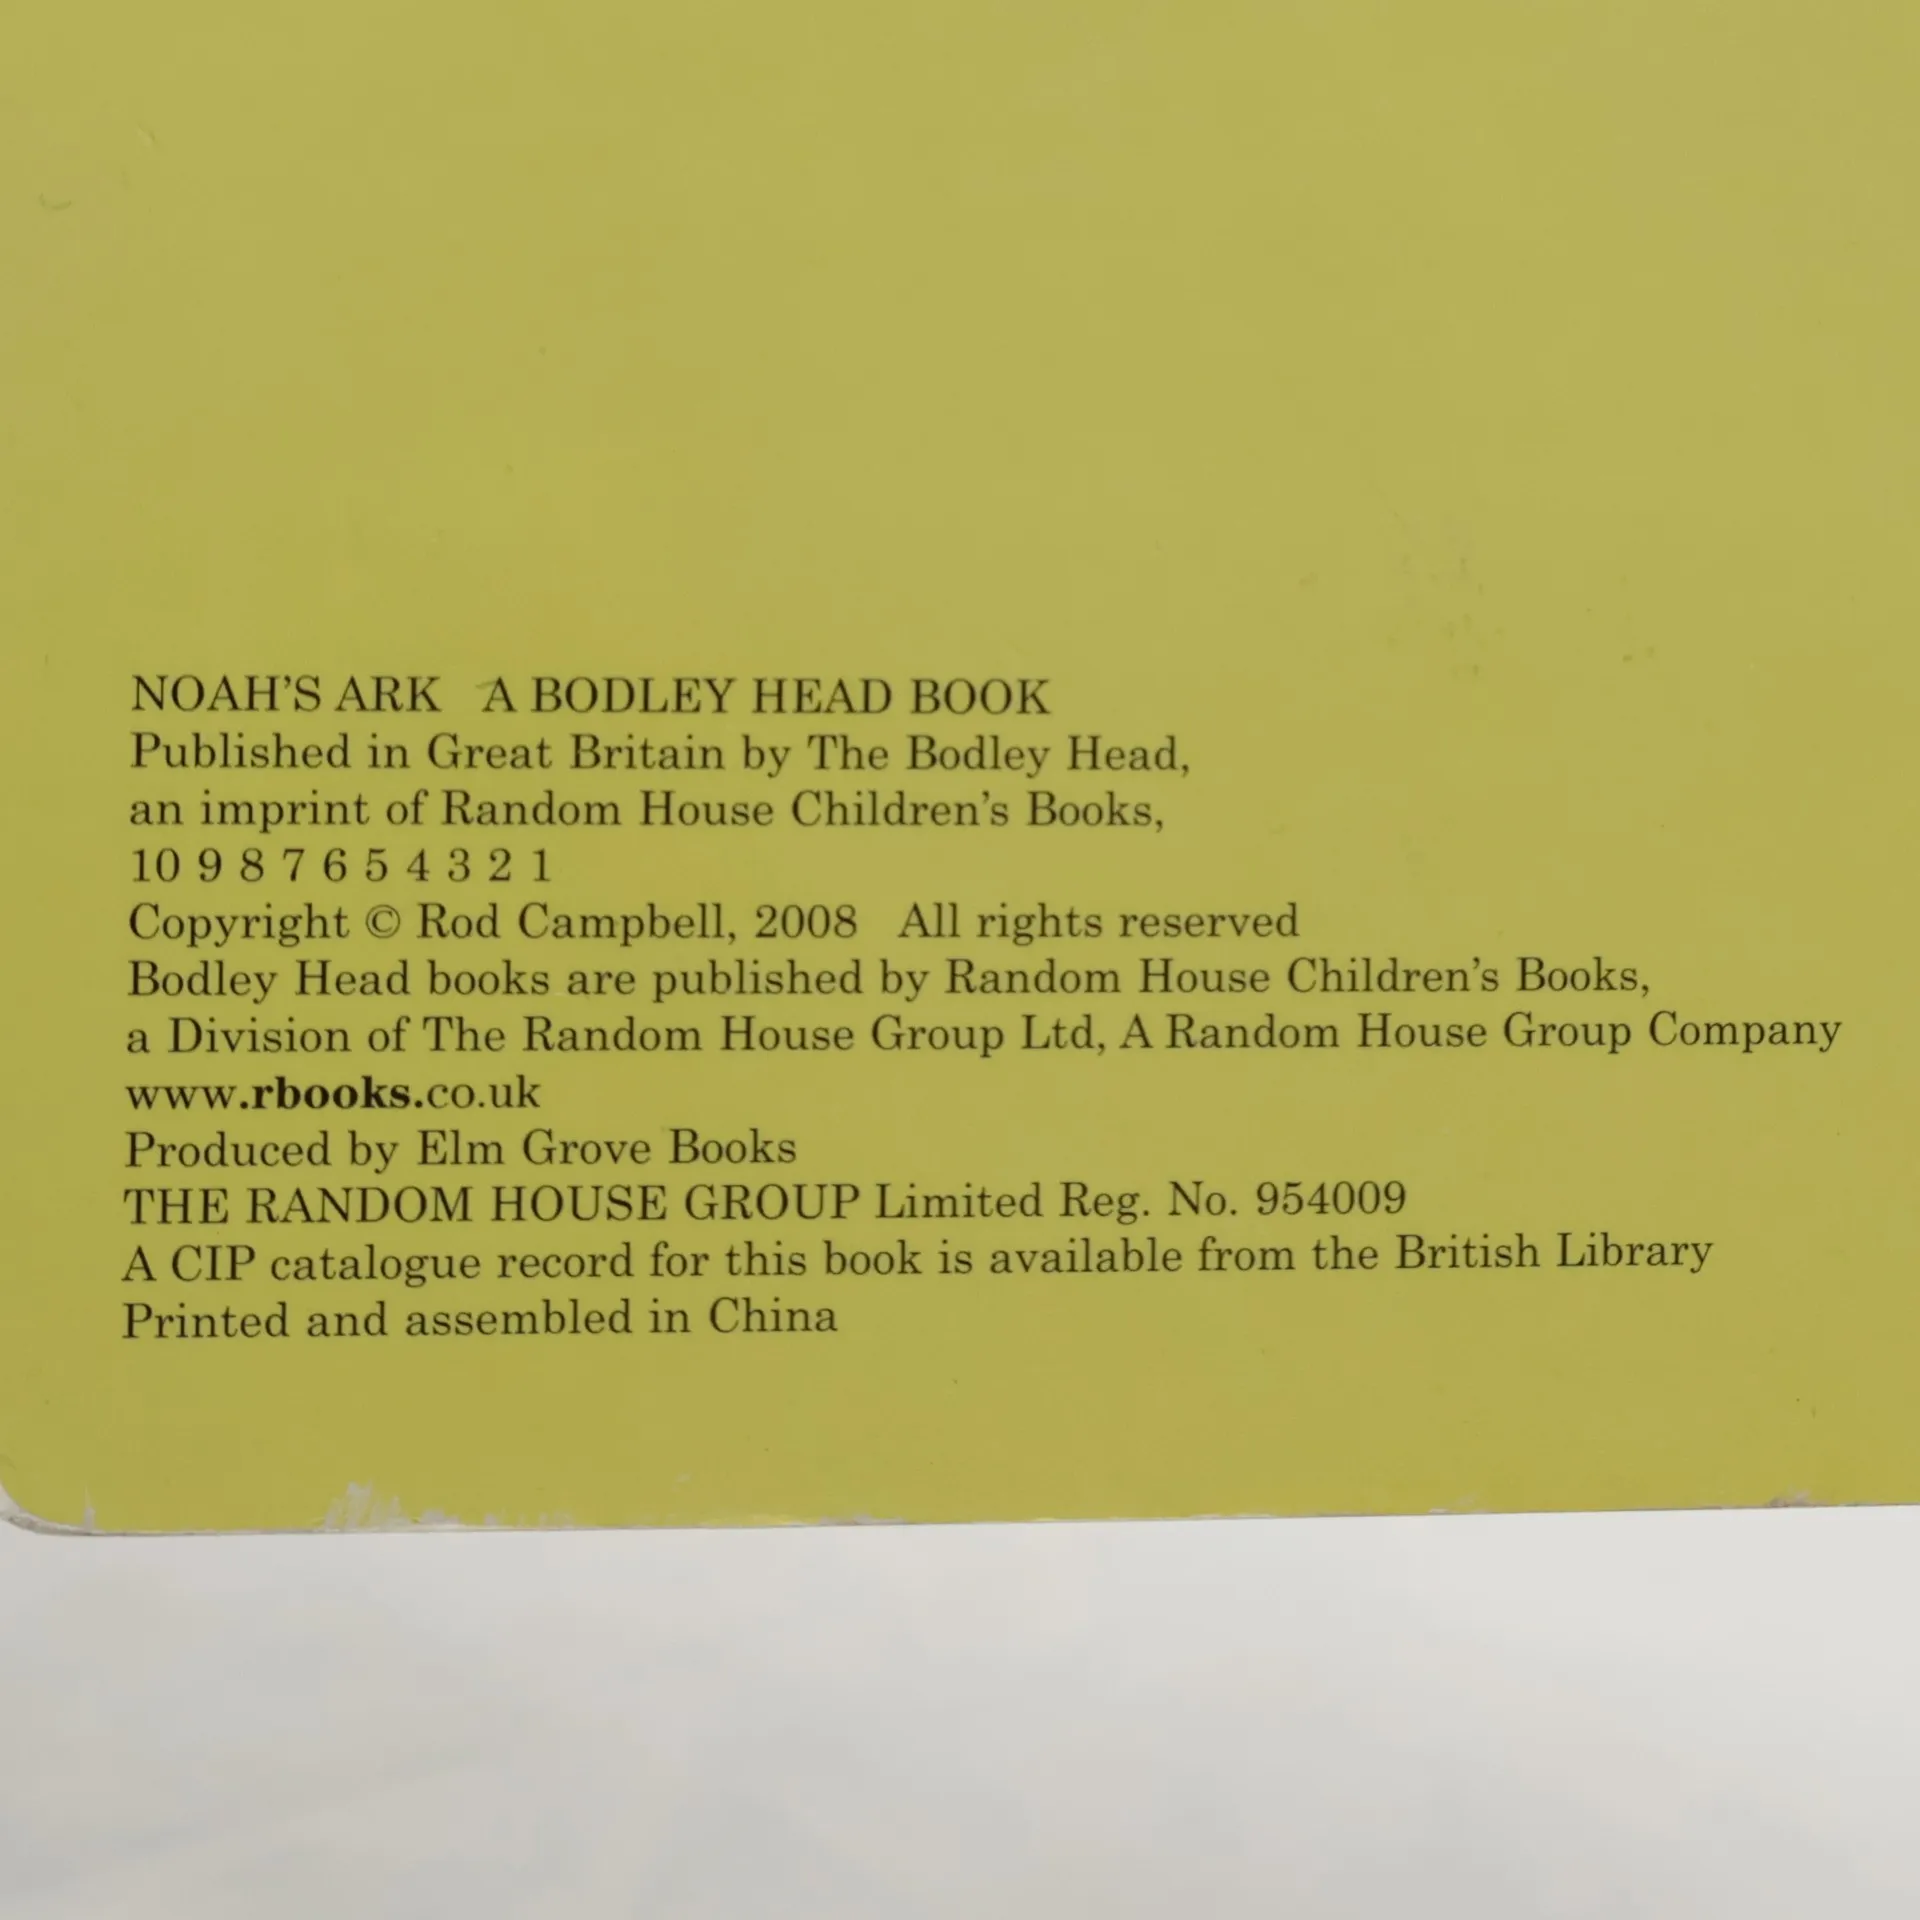 NOAH'S ARK   A BODLEY HEAD BOOK
Published in Great Britain by The Bodley Head,
an imprint of Random House Children's Books,
10 9 8 7 6 5 4 3 2 1
Copyright © Rod Campbell, 2008   All rights reserved
Bodley Head books are published by Random House Children's Books,
a Division of The Random House Group Ltd, A Random House Group Company
www.rbooks.co.uk
Produced by Elm Grove Books
THE RANDOM HOUSE GROUP Limited Reg. No. 954009
A CIP catalogue record for this book is available from the British Library
Printed and assembled in China